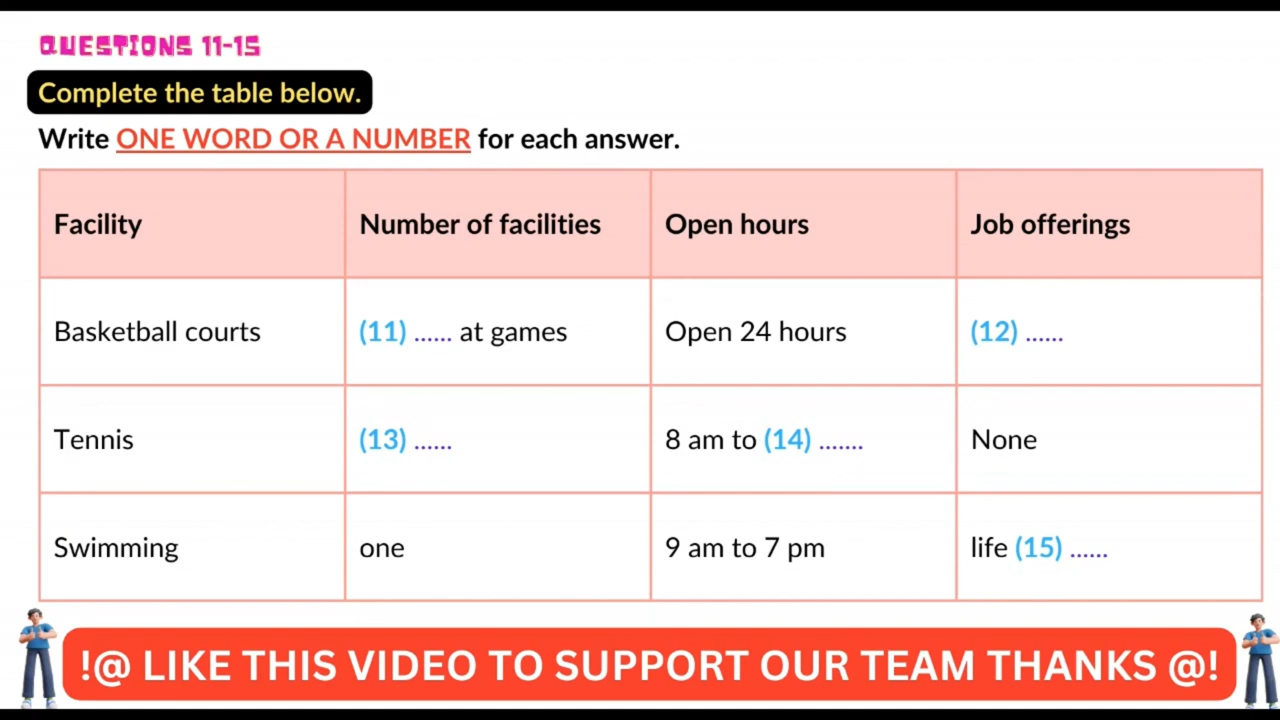 QUESTIONS 11-15
Complete the table below.
Write ONE WORD OR A NUMBER for each answer.
Facility Number of facilities Open hours Job offerings
Basketball courts (11) ...... at games Open 24 hours (12) ......
Tennis (13) ...... 8 am to (14) ....... None
Swimming one 9 am to 7 pm life (15) ......
!@ LIKE THIS VIDEO TO SUPPORT OUR TEAM THANKS @!